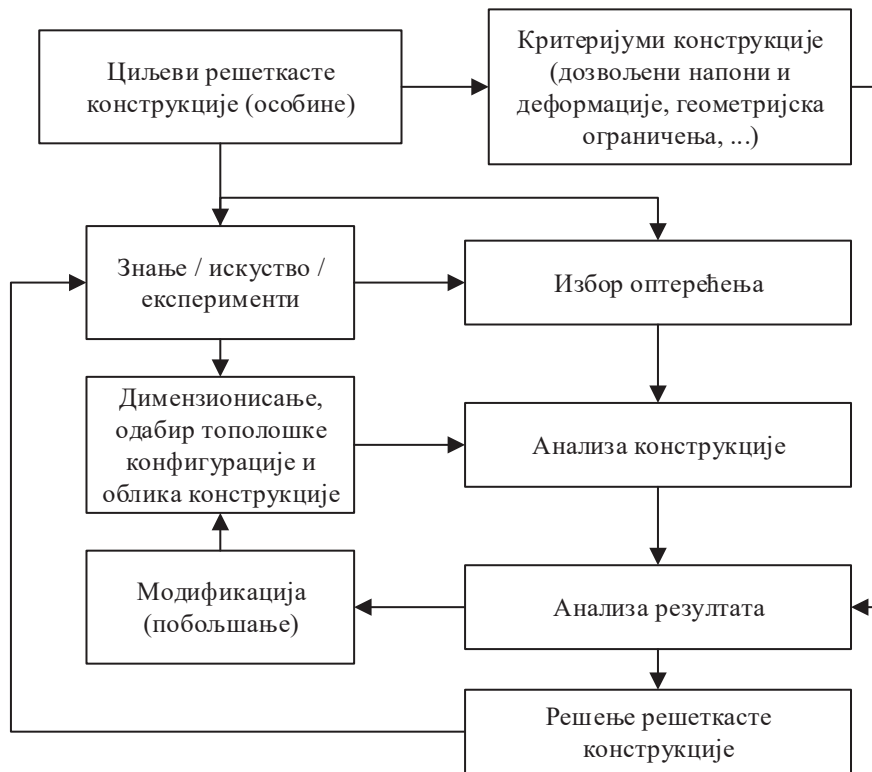 Циљеви решеткасте
конструкције (особине)
Критеријуми конструкције
(дозвољени напони и
деформације, геометријска
ограничења, ...)
Знање / искуство /
експерименти
Избор оптерећења
Димензионисање,
одабир тополошке
конфигурације и
облика конструкције
Анализа конструкције
Модификација
(побољшање)
Анализа резултата
Решење решеткасте
конструкције